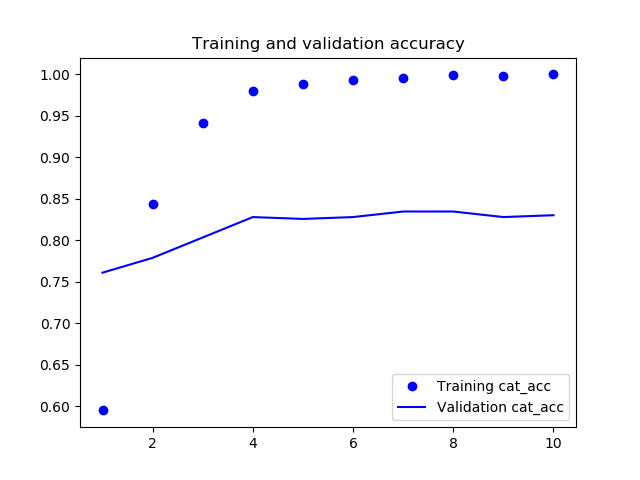 Training and validation accuracy
1.00
0.95
0.90
0.85
0.80
0.75
0.70
0.65
0.60
Training cat_acc
Validation cat_acc
2 4 6 8 10